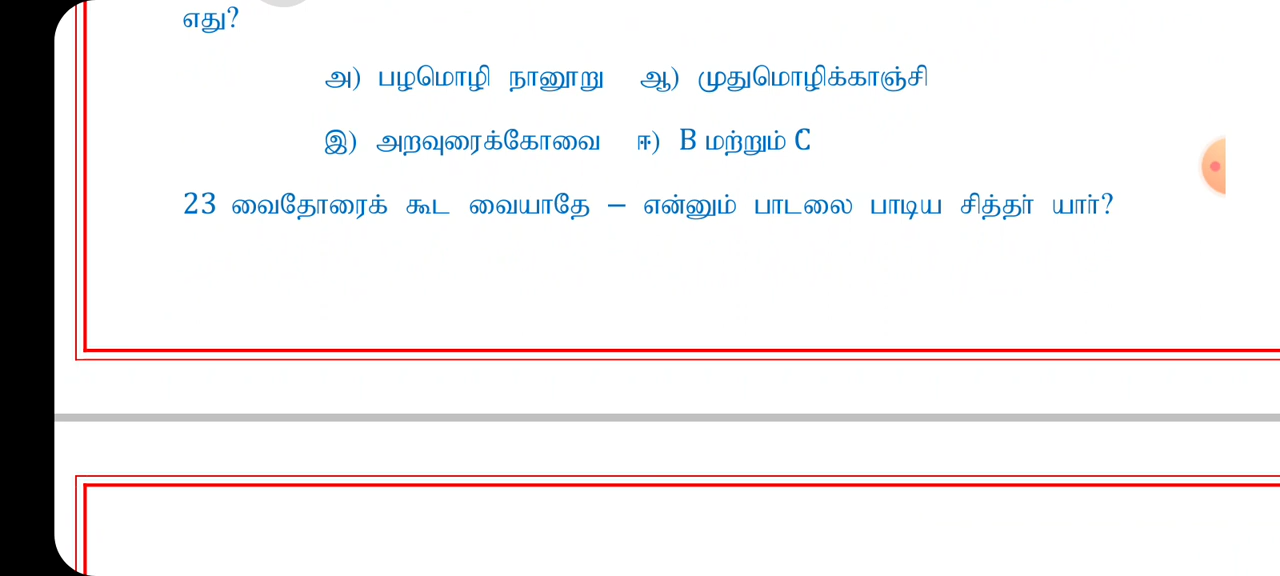 எது?
அ) பழமொழி நானூறு ஆ) முதுமொழிக்காஞ்சி
இ) அறவுரைக்கோவை ஈ) B மற்றும் C
23 வைதோரைக் கூட வையாதே – என்னும் பாடலை பாடிய சித்தர் யார்?